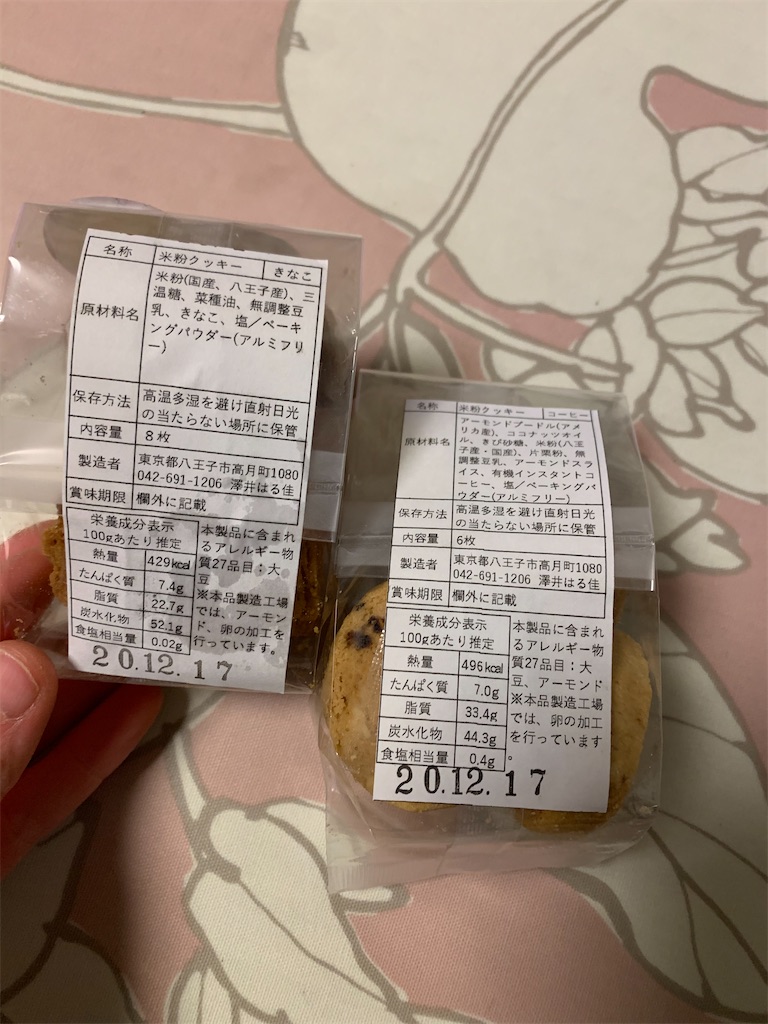 名称 米粉クッキー きなこ
原材料名 米粉(国産、八王子産)、三
温糖、菜種油、無調整豆
乳、きなこ、塩／ベーキ
ングパウダー(アルミフリ
ー)
保存方法 高温多湿を避け直射日光
の当たらない場所に保管
内容量 8枚
製造者 東京都八王子市高月町1080
042-691-1206 澤井はる佳
賞味期限 欄外に記載
栄養成分表示
100gあたり推定
熱量 429kcal
たんぱく質 7.4g
脂質 22.7g
炭水化物 52.1g
食塩相当量 0.02g
本製品に含まれ
るアレルギー物
質27品目：大
豆
※本品製造工場
では、アーモン
ド、卵の加工を
行っています。
20.12.17
名称 米粉クッキー コーヒー
原材料名 アーモンドプードル(アメ
リカ産)、ココナッツオイ
ル、きび砂糖、米粉(八王
子産・国産)、片栗粉、無
調整豆乳、アーモンドスラ
イス、有機インスタントコ
ーヒー、塩／ベーキングパ
ウダー(アルミフリー)
保存方法 高温多湿を避け直射日光
の当たらない場所に保管
内容量 6枚
製造者 東京都八王子市高月町1080
042-691-1206 澤井はる佳
賞味期限 欄外に記載
栄養成分表示
100gあたり推定
熱量 496kcal
たんぱく質 7.0g
脂質 33.4g
炭水化物 44.3g
食塩相当量 0.4g
本製品に含まれ
るアレルギー物
質27品目：大
豆、アーモンド
※本品製造工場
では、卵の加工
を行っています
。
20.12.17